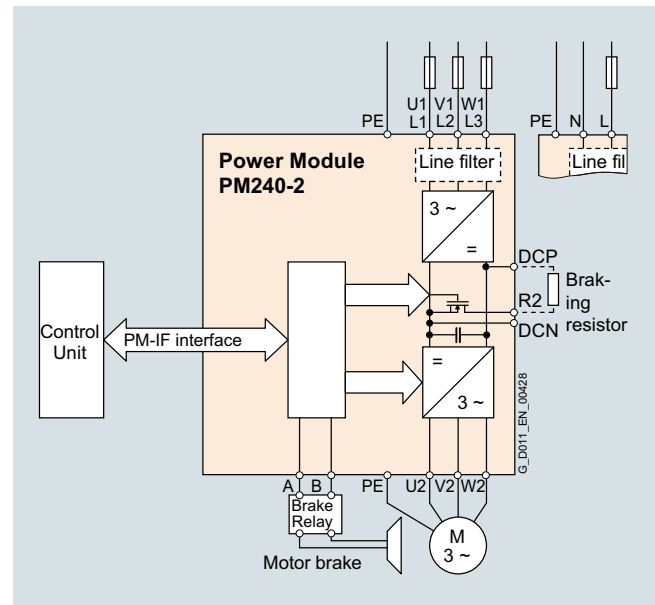 U1 V1 W1
PE L1 L2 L3
PE N L
Power Module
PM240-2
Line filter
Line fil
3 ~
=
DCP
Brak-
ing
resistor
R2
DCN
Control
Unit
PM-IF interface
=
3 ~
G_D011_EN_00428
A B PE U2 V2 W2
Brake
Relay
Motor brake
M
3 ~